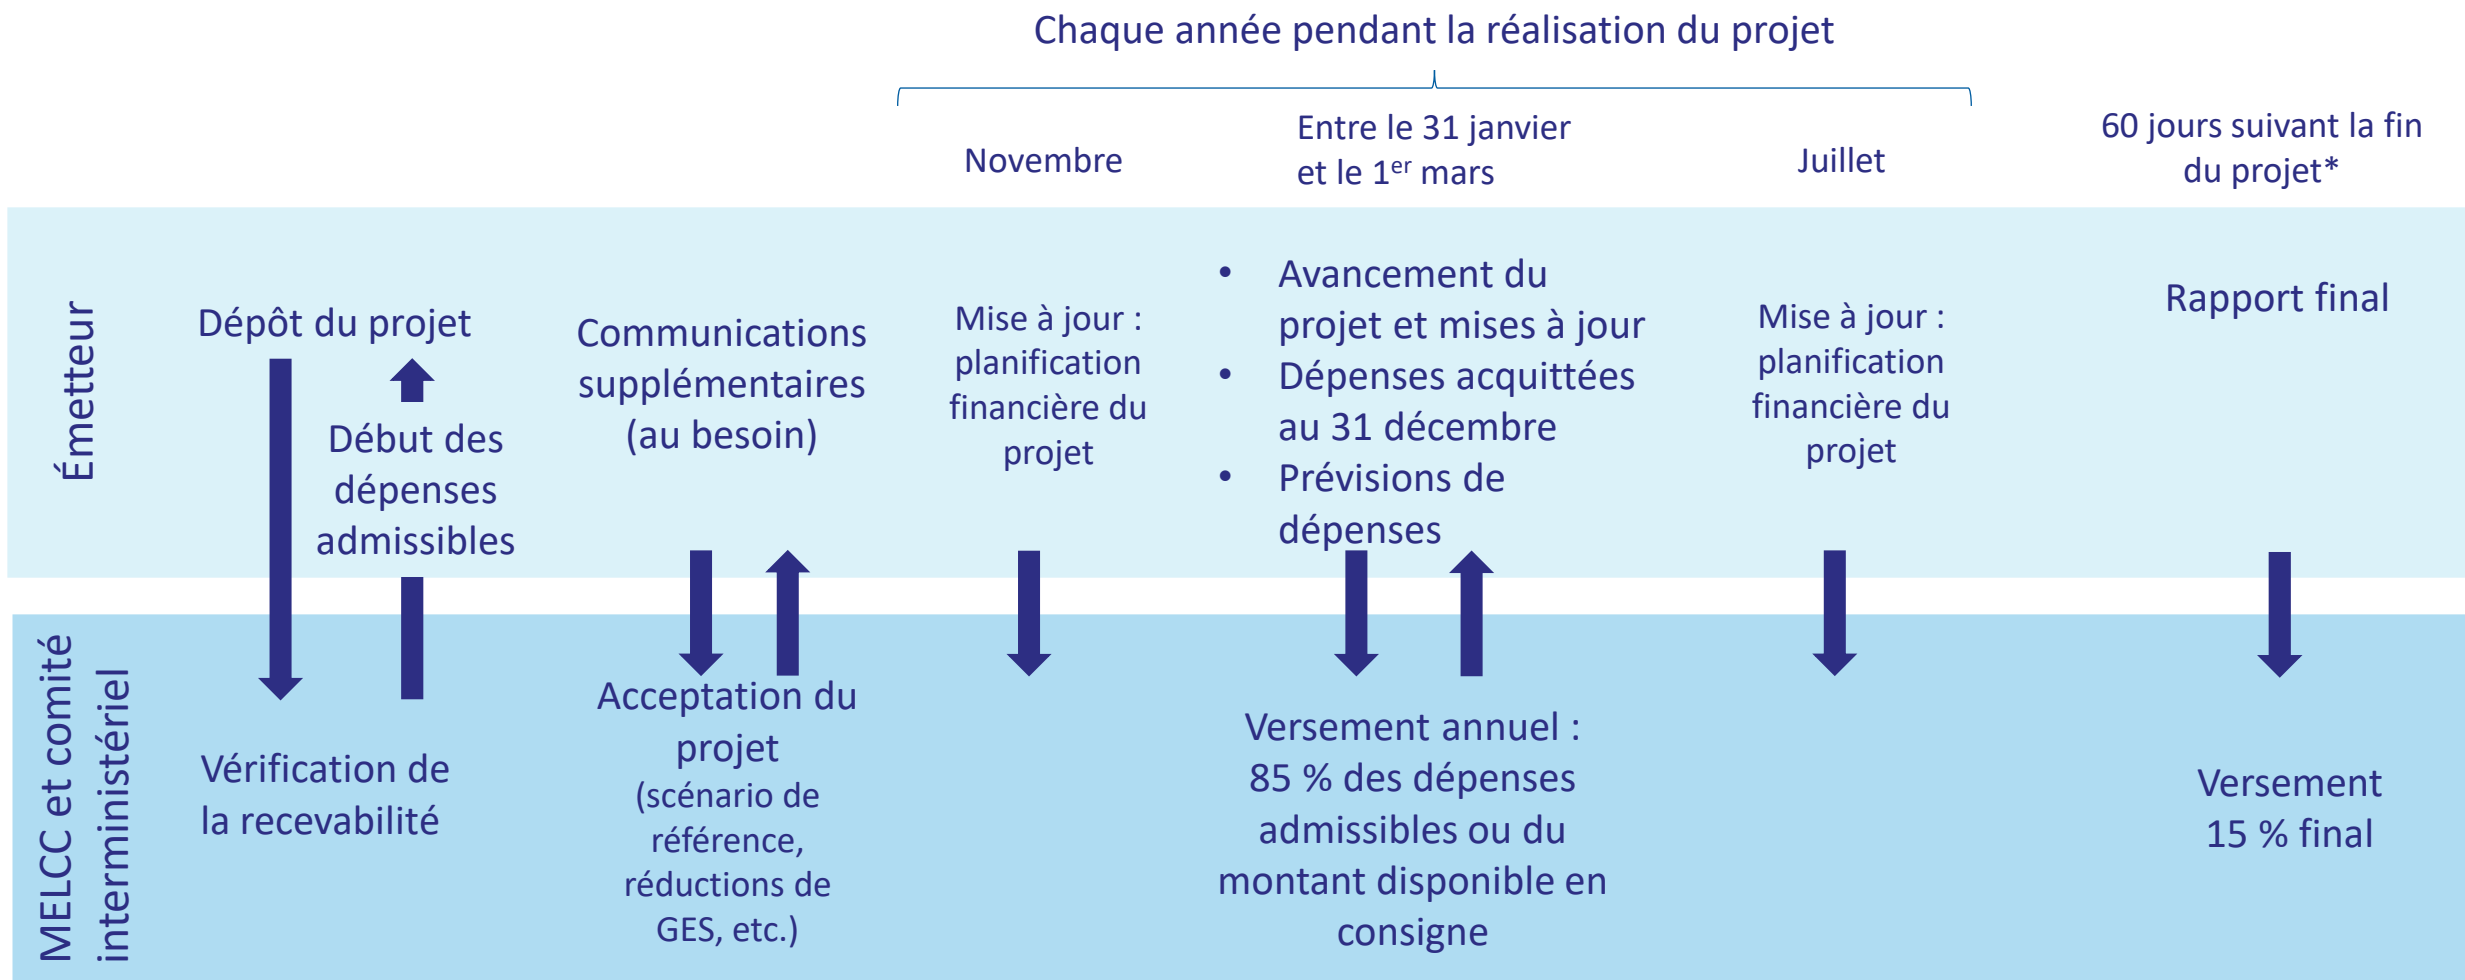 Chaque année pendant la réalisation du projet
Novembre
Entre le 31 janvier
et le 1er mars
Juillet
60 jours suivant la fin
du projet*
Émetteur
Dépôt du projet
Début des
dépenses
admissibles
Communications
supplémentaires
(au besoin)
Mise à jour :
planification
financière du
projet
• Avancement du
projet et mises à jour
• Dépenses acquittées
au 31 décembre
• Prévisions de
dépenses
Mise à jour :
planification
financière du
projet
Rapport final
MELCC et comité
interministériel
Vérification de
la recevabilité
Acceptation du
projet
(scénario de
référence,
réductions de
GES, etc.)
Versement annuel :
85 % des dépenses
admissibles ou du
montant disponible en
consigne
Versement
15 % final